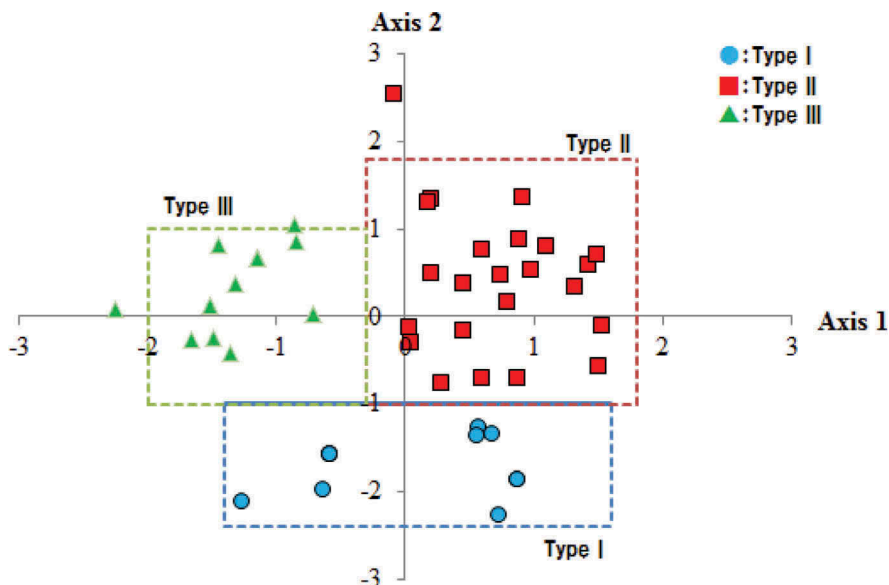 Axis 2
3
:Type Ⅰ
:Type Ⅱ
:Type Ⅲ
2
Type Ⅱ
Type Ⅲ
1
0
Axis 1
-3
-2
-1
0
1
2
3
-1
-2
Type Ⅰ
-3